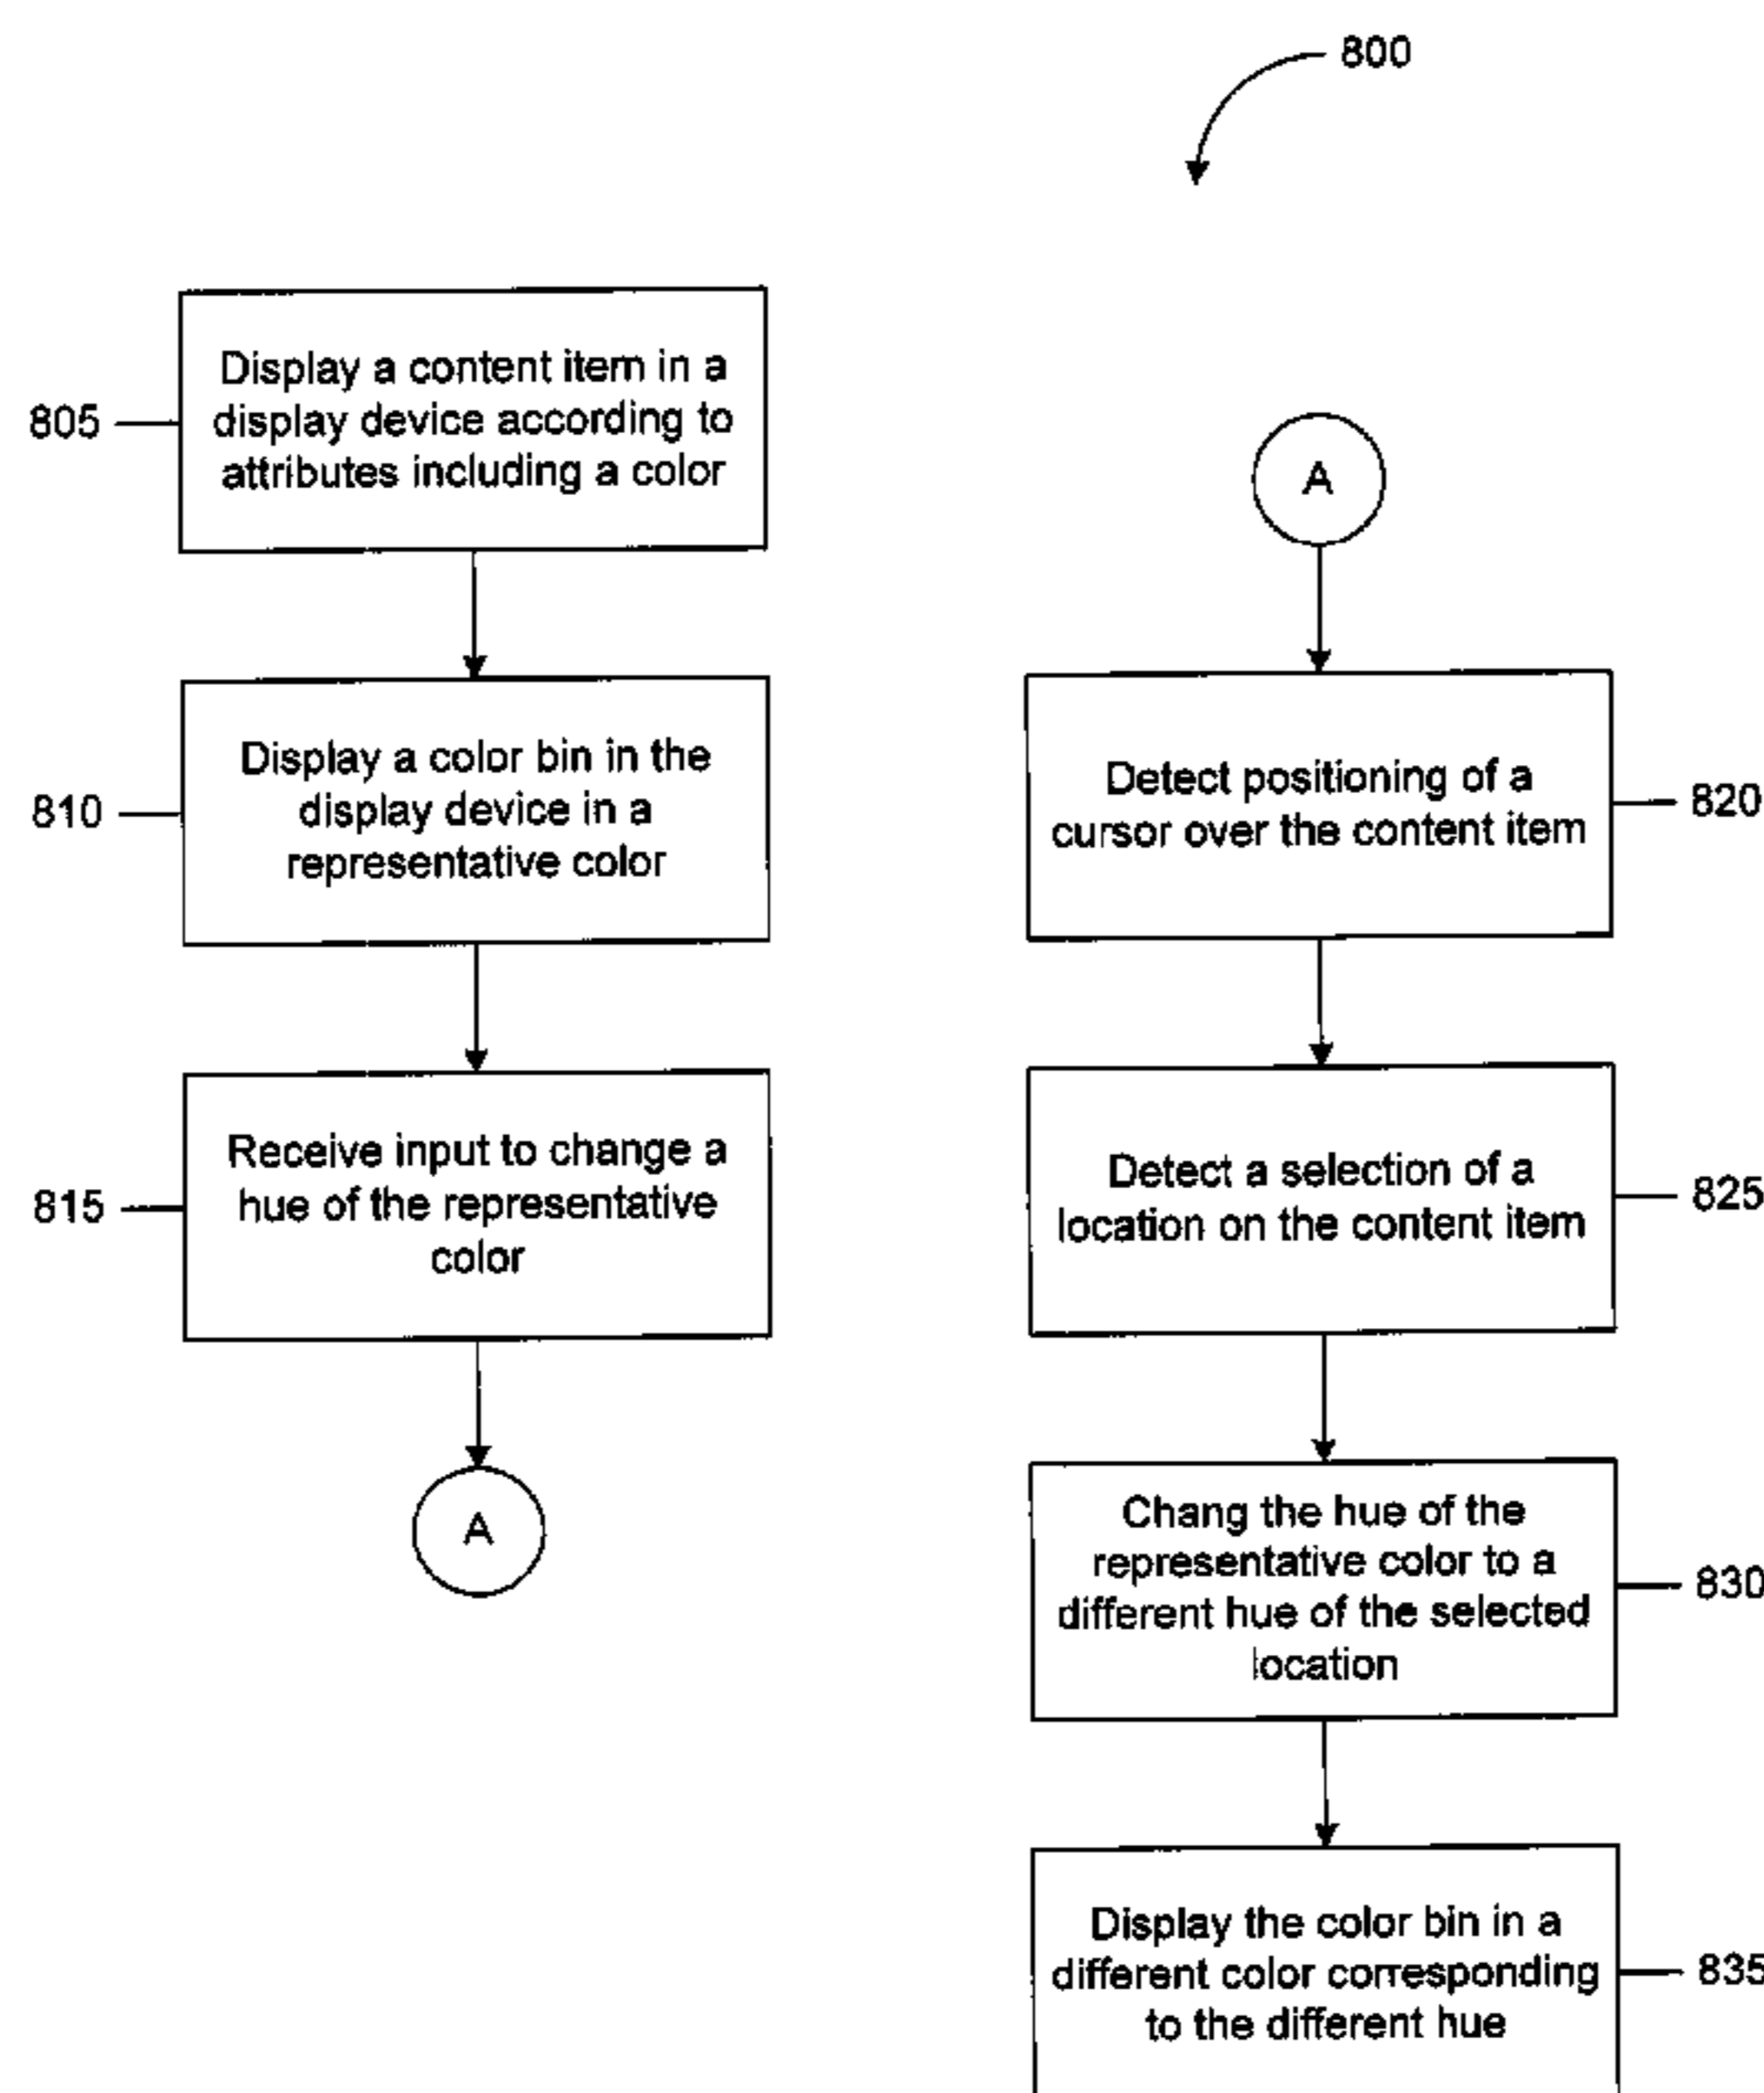 800
805
Display a content item in a
display device according to
attributes including a color
810
Display a color bin in the
display device in a
representative color
815
Receive input to change a
hue of the representative
color
A
A
Detect positioning of a
cursor over the content item
820
Detect a selection of a
location on the content item
825
Chang the hue of the
representative color to a
different hue of the selected
location
830
Display the color bin in a
different color corresponding
to the different hue
835